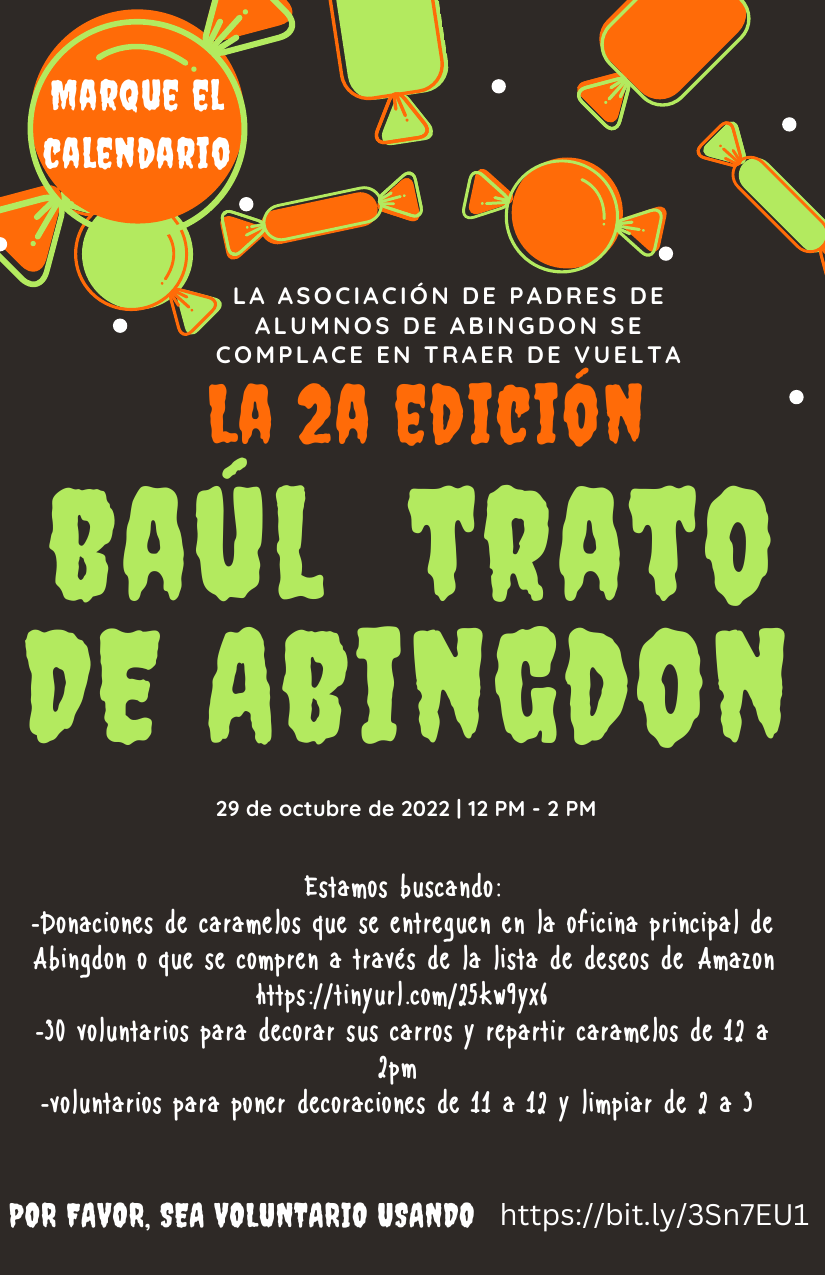 MARQUE EL
CALENDARIO
LA ASOCIACIÓN DE PADRES DE
ALUMNOS DE ABINGDON SE
COMPLACE EN TRAER DE VUELTA
LA 2A EDICIÓN
BAÚL TRATO
DE ABINGDON
29 de octubre de 2022 | 12 PM - 2 PM
Estamos buscando:
-Donaciones de caramelos que se entreguen en la oficina principal de
Abingdon o que se compren a través de la lista de deseos de Amazon
https://tinyurl.com/25kw9yx6
-30 voluntarios para decorar sus carros y repartir caramelos de 12 a
2pm
-voluntarios para poner decoraciones de 11 a 12 y limpiar de 2 a 3
POR FAVOR, SEA VOLUNTARIO USANDO https://bit.ly/3Sn7EU1